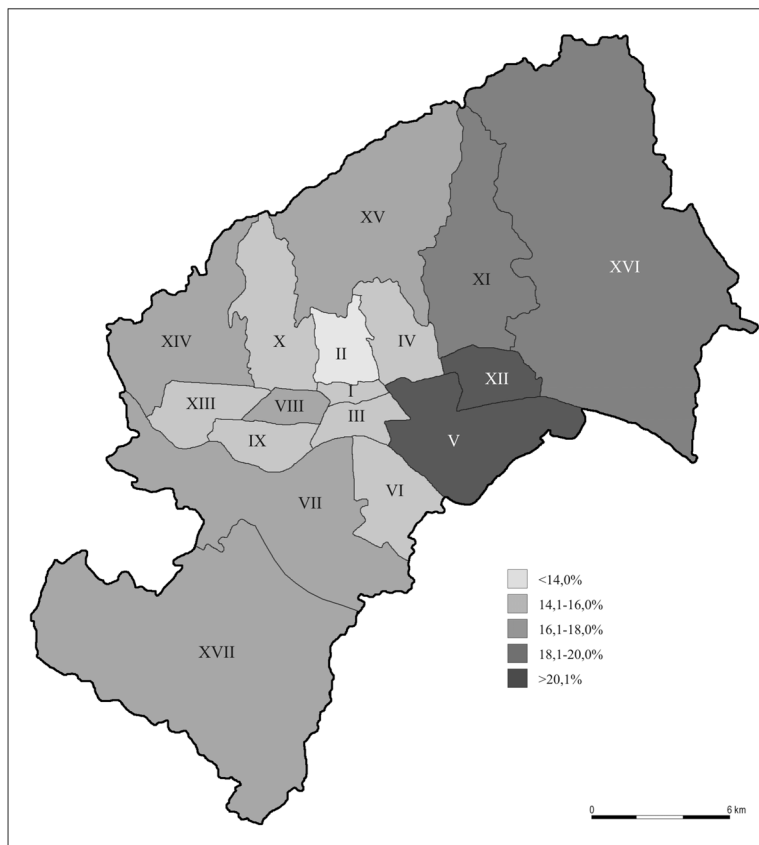 XV
XVI
XI
XIV
X
II
IV
XII
I
XIII
VIII
III
IX
V
VI
VII
XVII
<14,0%
14,1-16,0%
16,1-18,0%
18,1-20,0%
>20,1%
0 6 km